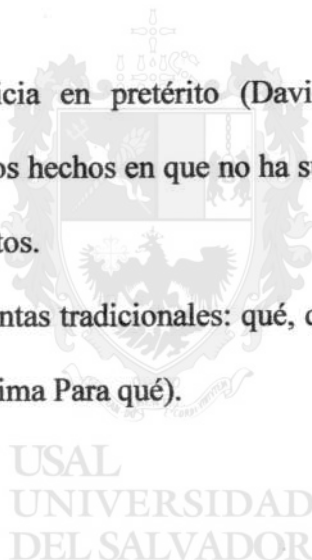 icia en pretérito (Davi
os hechos en que no ha su
tos.
ntas tradicionales: qué, c
ima Para qué).
USAL
UNIVERSIDAD
DEL SALVADOR